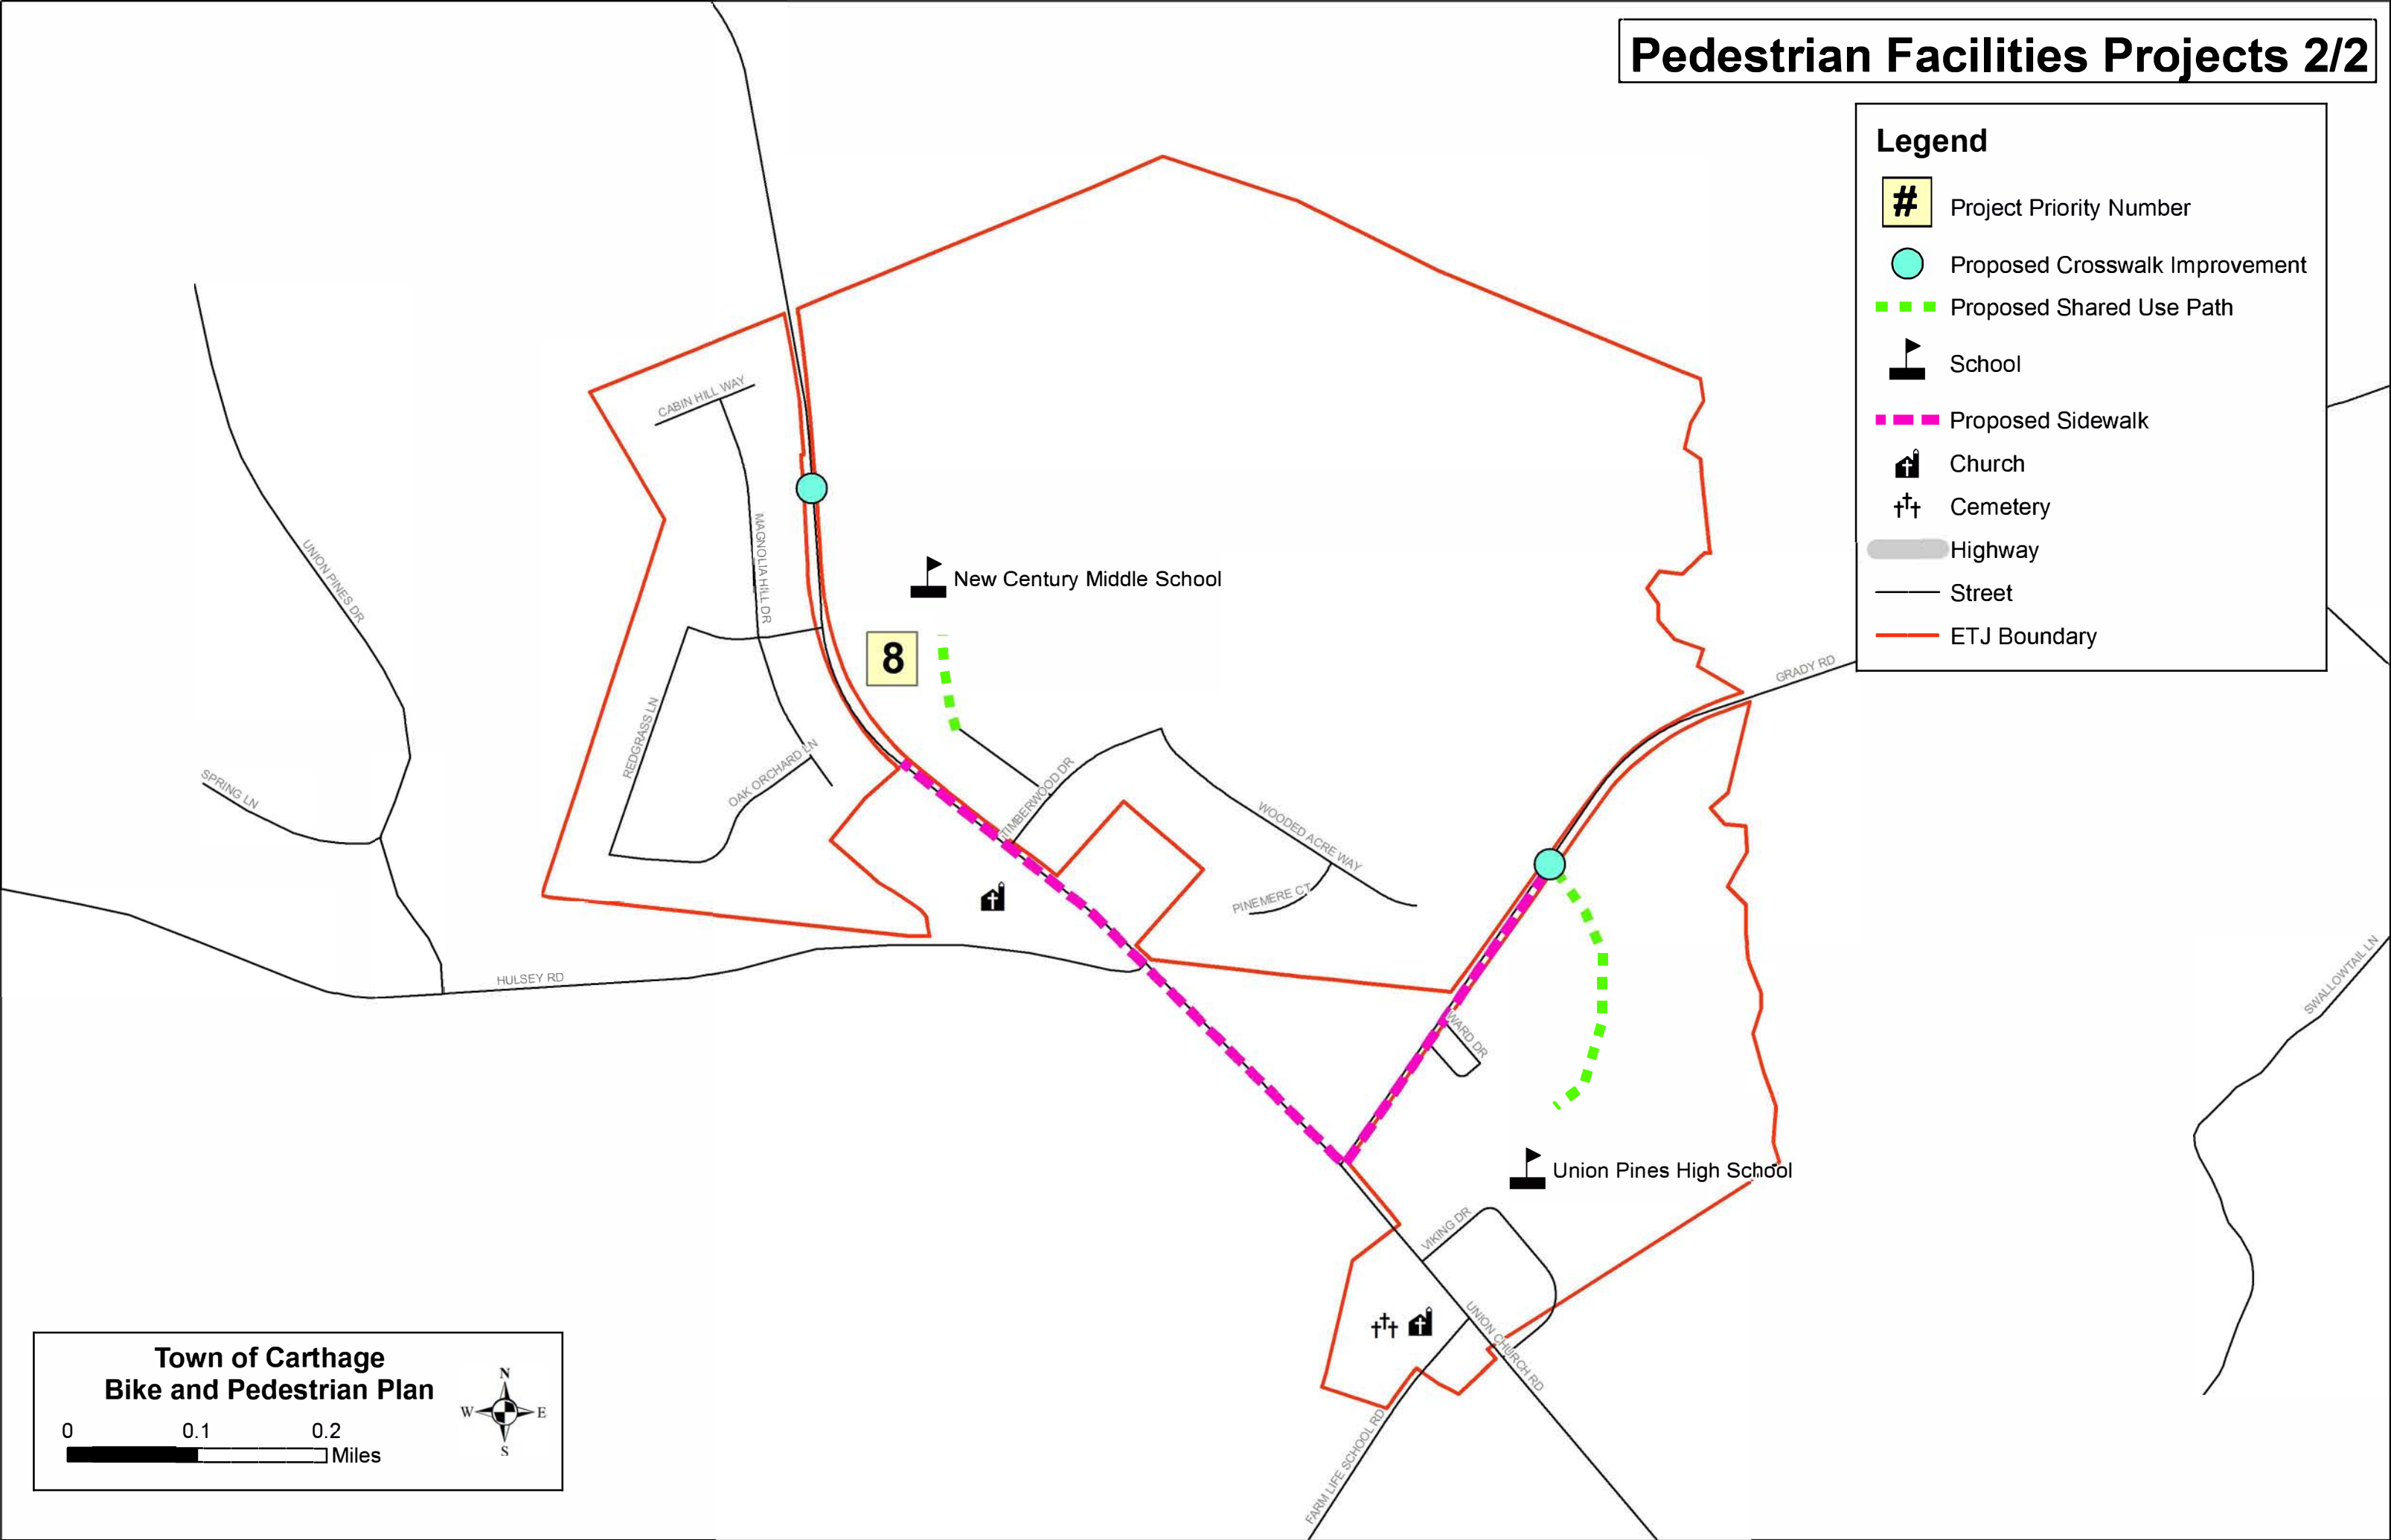 Pedestrian Facilities Projects 2/2
Legend
# Project Priority Number
Proposed Crosswalk Improvement
Proposed Shared Use Path
School
Proposed Sidewalk
Church
Cemetery
Highway
Street
ETJ Boundary
CABIN HILL WAY
MAGNOLIA HILL DR
UNION PINES DR
New Century Middle School
8
GRADY RD
REDGRASS LN
OAK ORCHARD LN
SPRING LN
TIMBERWOOD DR
WOODED ACRE WAY
PINEMERE CT
HULSEY RD
WARD DR
SWALLOWTAIL LN
Union Pines High School
VIKING DR
UNION CHURCH RD
FARM LIFE SCHOOL RD
Town of Carthage
Bike and Pedestrian Plan
N
W E
S
0 0.1 0.2
Miles